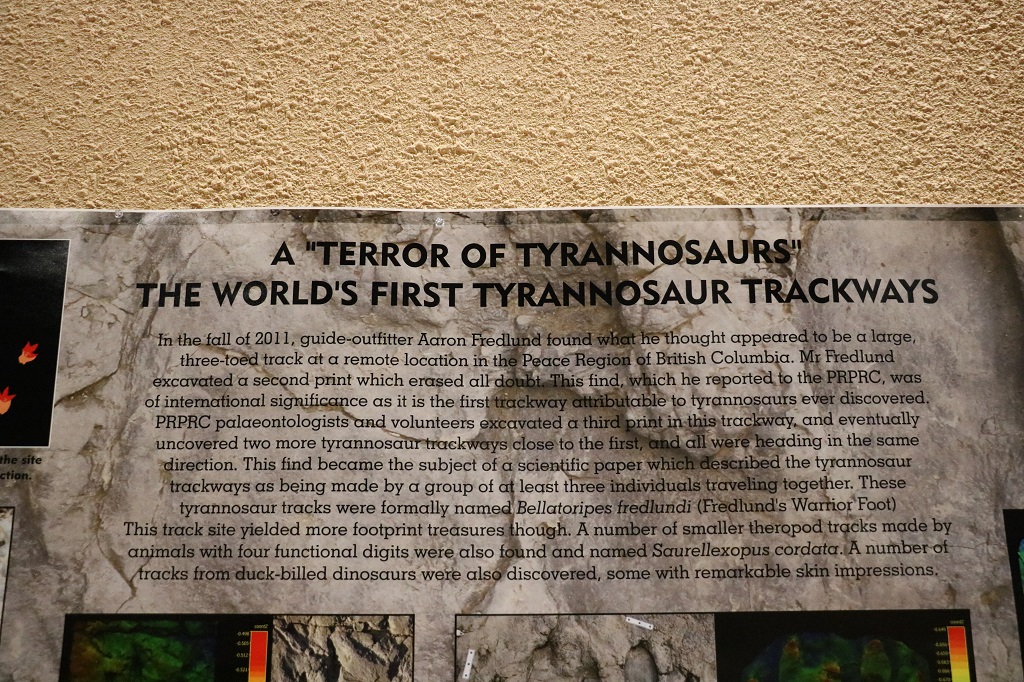 A "TERROR OF TYRANNOSAURS"
THE WORLD'S FIRST TYRANNOSAUR TRACKWAYS
In the fall of 2011, guide-outfitter Aaron Fredlund found what he thought appeared to be a large,
three-toed track at a remote location in the Peace Region of British Columbia. Mr Fredlund
excavated a second print which erased all doubt. This find, which he reported to the PRPRC, was
of international significance as it is the first trackway attributable to tyrannosaurs ever discovered.
PRPRC palaeontologists and volunteers excavated a third print in this trackway, and eventually
uncovered two more tyrannosaur trackways close to the first, and all were heading in the same
direction. This find became the subject of a scientific paper which described the tyrannosaur
trackways as being made by a group of at least three individuals traveling together. These
tyrannosaur tracks were formally named Bellatoripes fredlundi (Fredlund's Warrior Foot)
This track site yielded more footprint treasures though. A number of smaller theropod tracks made by
animals with four functional digits were also found and named Saurellexopus cordata. A number of
tracks from duck-billed dinosaurs were also discovered, some with remarkable skin impressions.
the site
ction.